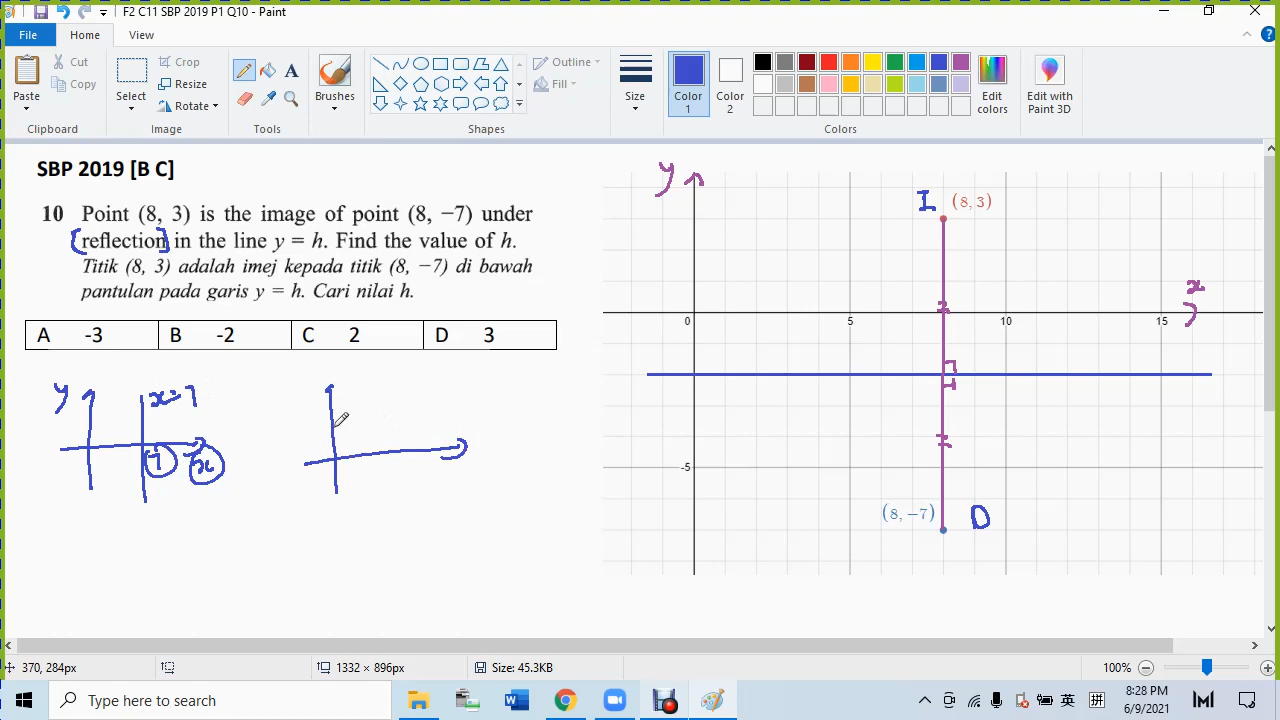 F2 C11 SBP 2019 P1 Q10 - Paint
File Home View
Paste Cut Copy Select Crop Resize Rotate A Brushes Outline Fill Size Color 1 Color 2 Edit colors Edit with Paint 3D
Clipboard Image Tools Shapes Colors
SBP 2019 [B C]
10 Point (8, 3) is the image of point (8, −7) under
reflection in the line y = h. Find the value of h.
Titik (8, 3) adalah imej kepada titik (8, −7) di bawah
pantulan pada garis y = h. Cari nilai h.
A -3 B -2 C 2 D 3
y x=7
7 x
y I (8, 3)
x
0 5 10 15
-5
(8, −7) D
370, 284px 1332 × 896px Size: 45.3KB 100%
Type here to search 英 拼 8:28 PM
6/9/2021